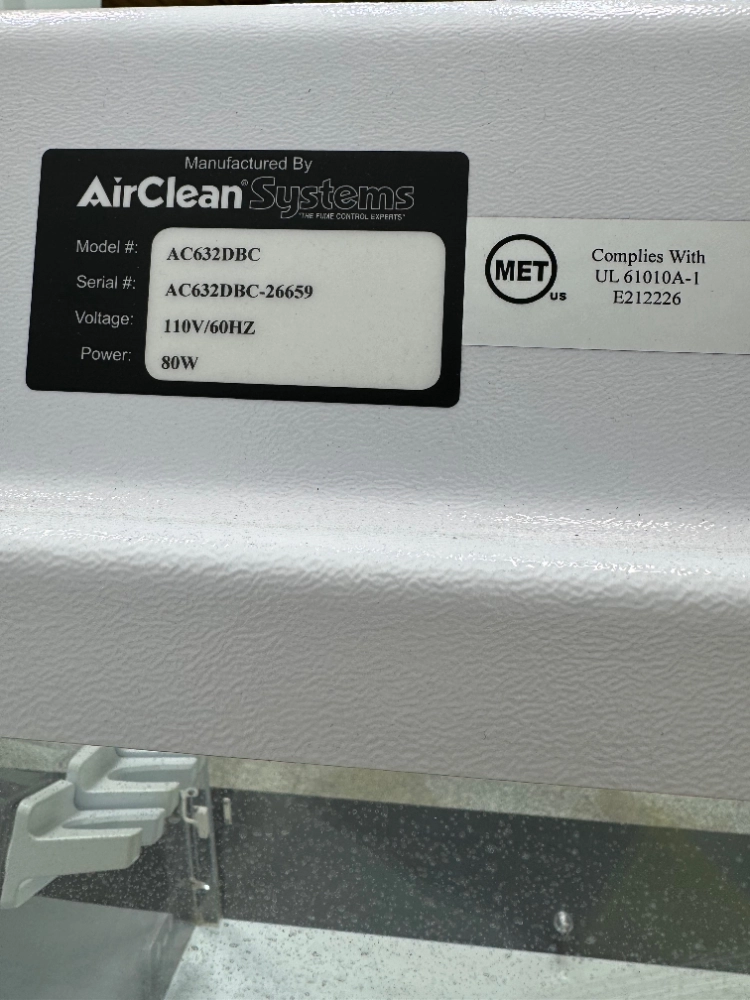 Manufactured By
AirClean® Systems
"THE FUME CONTROL EXPERTS"
Model #: AC632DBC
Serial #: AC632DBC-26659
Voltage: 110V/60HZ
Power: 80W
MET
US
Complies With
UL 61010A-1
E212226